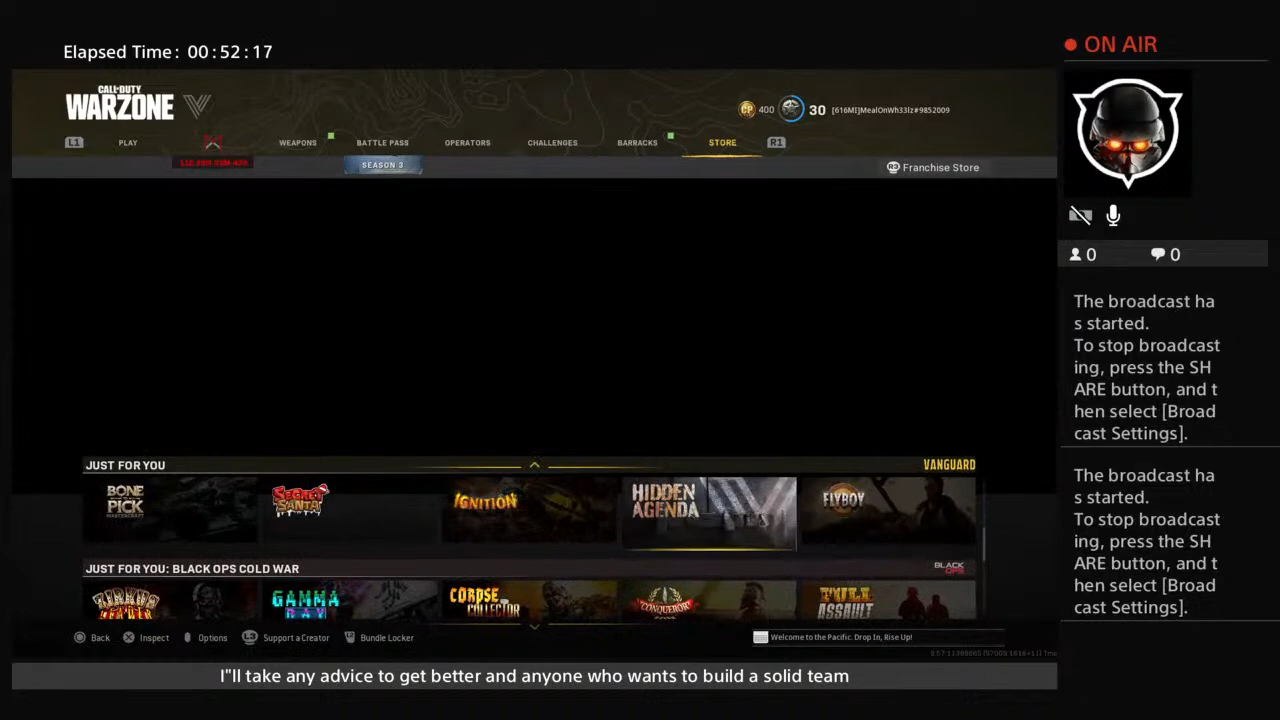 Elapsed Time: 00:52:17
ON AIR
CALL OF DUTY
WARZONE
400
30
[616MI]MealOnWh33lz#9852009
L1
PLAY
WEAPONS
BATTLE PASS
OPERATORS
CHALLENGES
BARRACKS
STORE
R1
SEASON 3
R3 Franchise Store
0
0
The broadcast ha
s started.
To stop broadcast
ing, press the SH
ARE button, and t
hen select [Broad
cast Settings].
The broadcast ha
s started.
To stop broadcast
ing, press the SH
ARE button, and t
hen select [Broad
cast Settings].
JUST FOR YOU
VANGUARD
BONE
PICK
SECRET
SANTA
IGNITION
HIDDEN
AGENDA
FLYBOY
JUST FOR YOU: BLACK OPS COLD WAR
BLACK
OPS
GAMMA
RAY
CORPSE
COLLECTOR
CONQUEROR
FULL
ASSAULT
Back
Inspect
Options
L3 Support a Creator
Bundle Locker
Welcome to the Pacific. Drop In, Rise Up!
I"ll take any advice to get better and anyone who wants to build a solid team